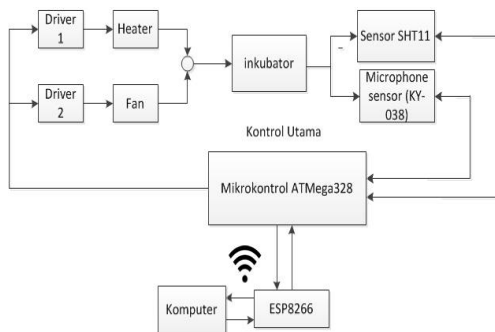 Driver
1
Heater
Driver
2
Fan
inkubator
Sensor SHT11
Microphone
sensor (KY-
038)
Kontrol Utama
Mikrokontrol ATMega328
Komputer
ESP8266